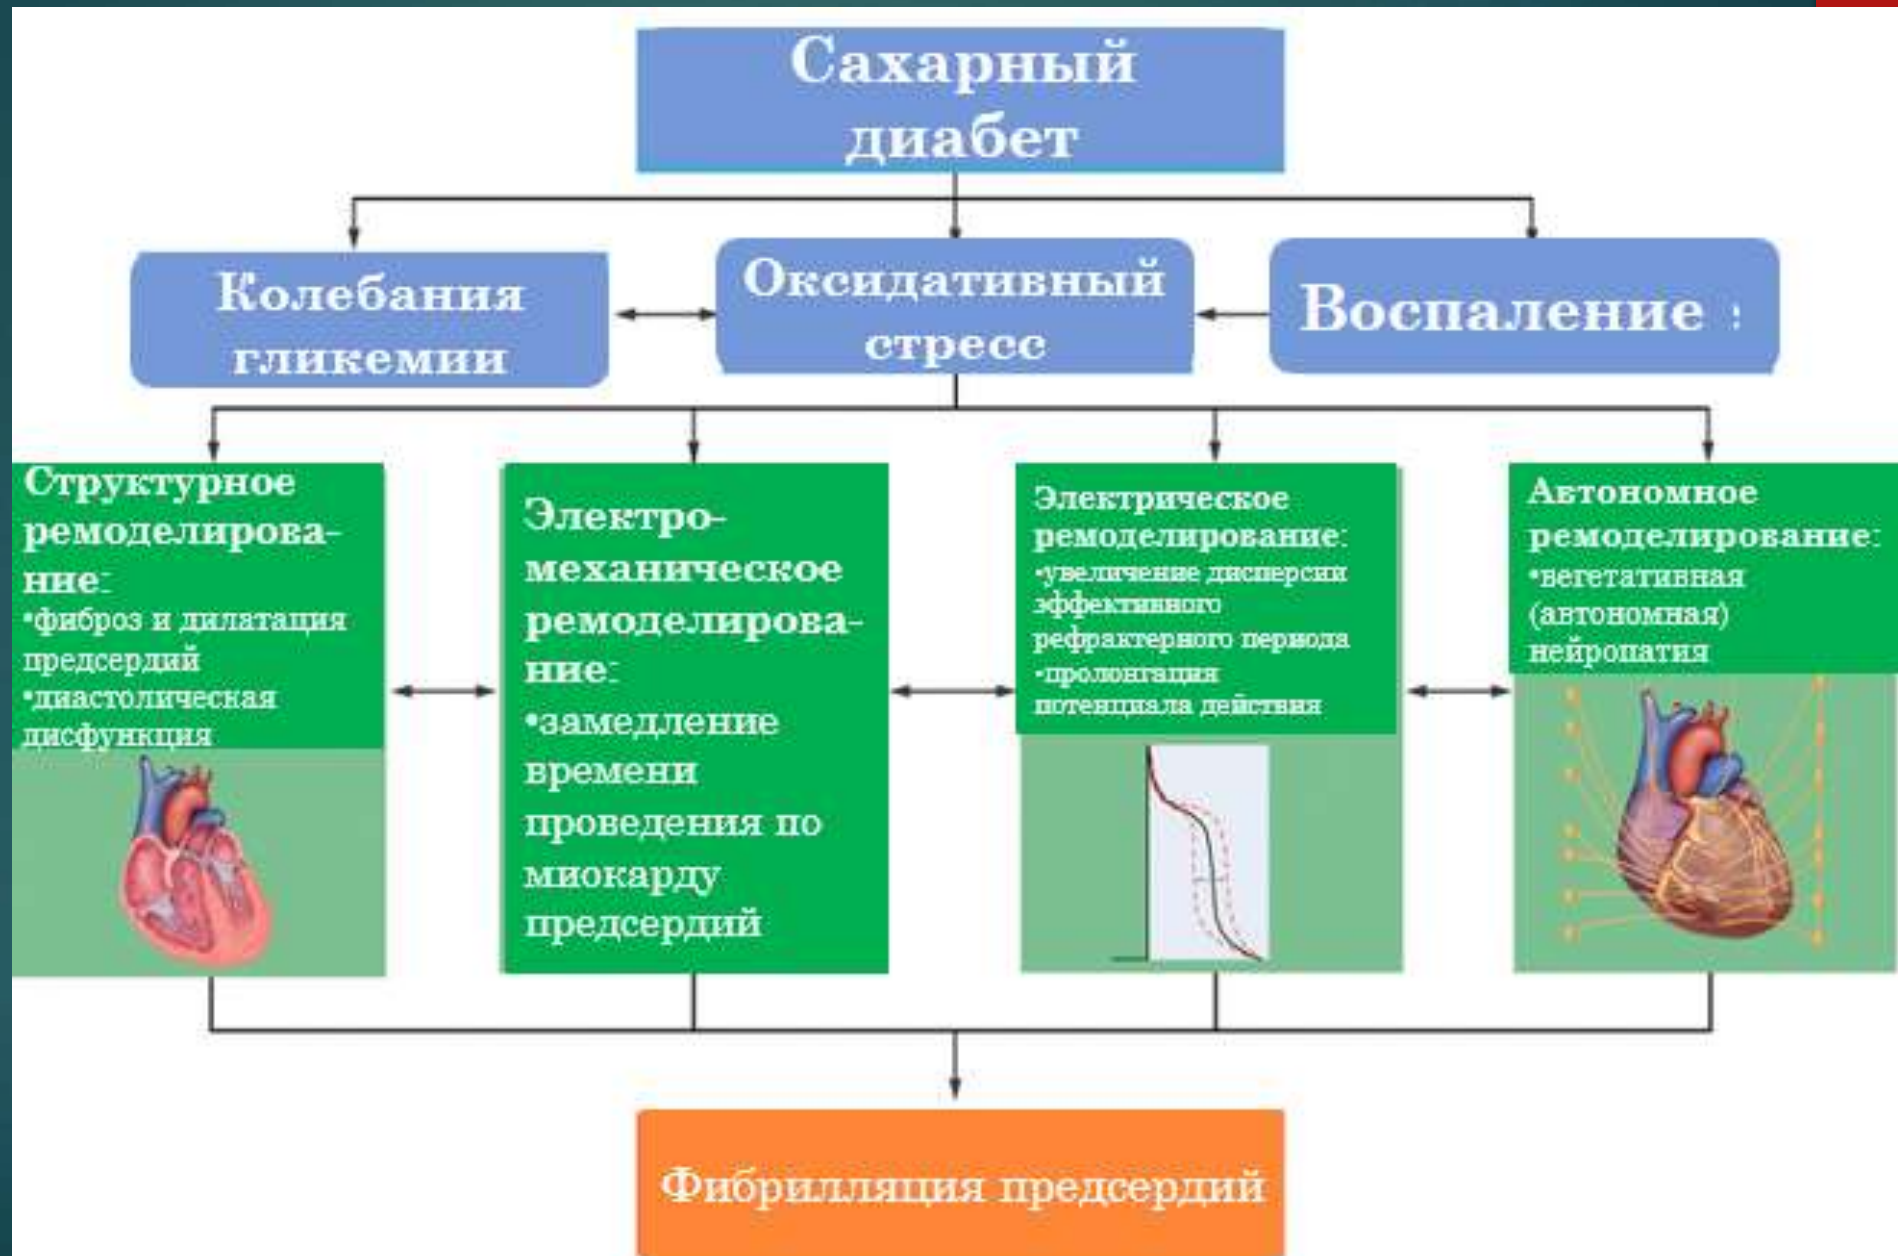 Сахарный
диабет
Колебания
гликемии
Оксидативный
стресс
Воспаление :
Структурное
ремоделирова-
ние:
•фиброз и дилатация
предсердий
•диастолическая
дисфункция
Электро-
механическое
ремоделирова-
ние:
•замедление
времени
проведения по
миокарду
предсердий
Электрическое
ремоделирование:
•увеличение дисперсии
эффективного
рефрактерного периода
•пролонгация
потенциала действия
Автономное
ремоделирование:
•вегетативная
(автономная)
нейропатия
Фибрилляция предсердий